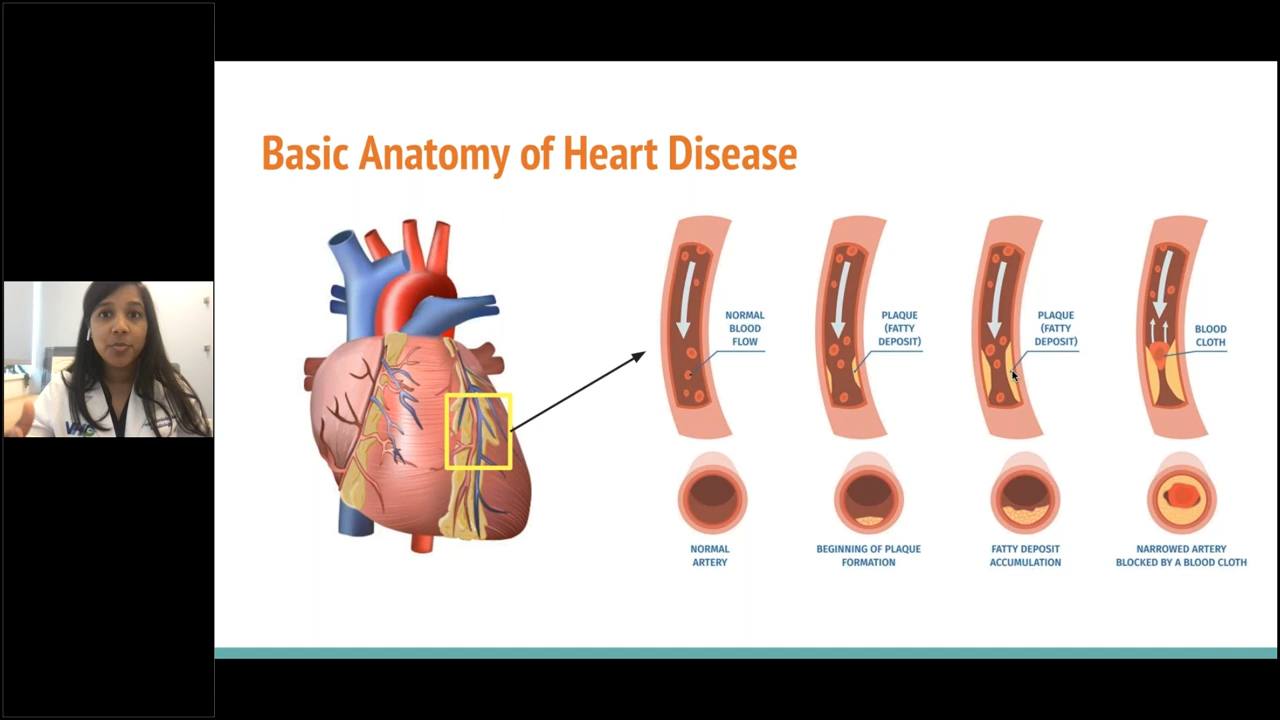 Basic Anatomy of Heart Disease
NORMAL
BLOOD
FLOW
PLAQUE
(FATTY
DEPOSIT)
PLAQUE
(FATTY
DEPOSIT)
BLOOD
CLOTH
NORMAL
ARTERY
BEGINNING OF PLAQUE
FORMATION
FATTY DEPOSIT
ACCUMULATION
NARROWED ARTERY
BLOCKED BY A BLOOD CLOTH